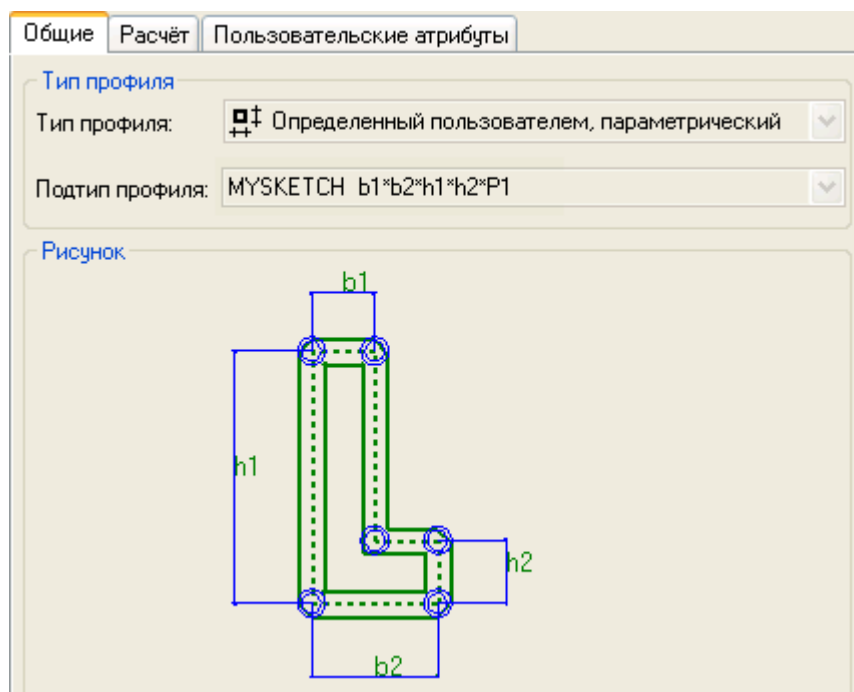 Общие Расчёт Пользовательские атрибуты
Тип профиля
Тип профиля: Определенный пользователем, параметрический
Подтип профиля: MYSKETCH b1*b2*h1*h2*P1
Рисунок
b1
h1
h2
b2